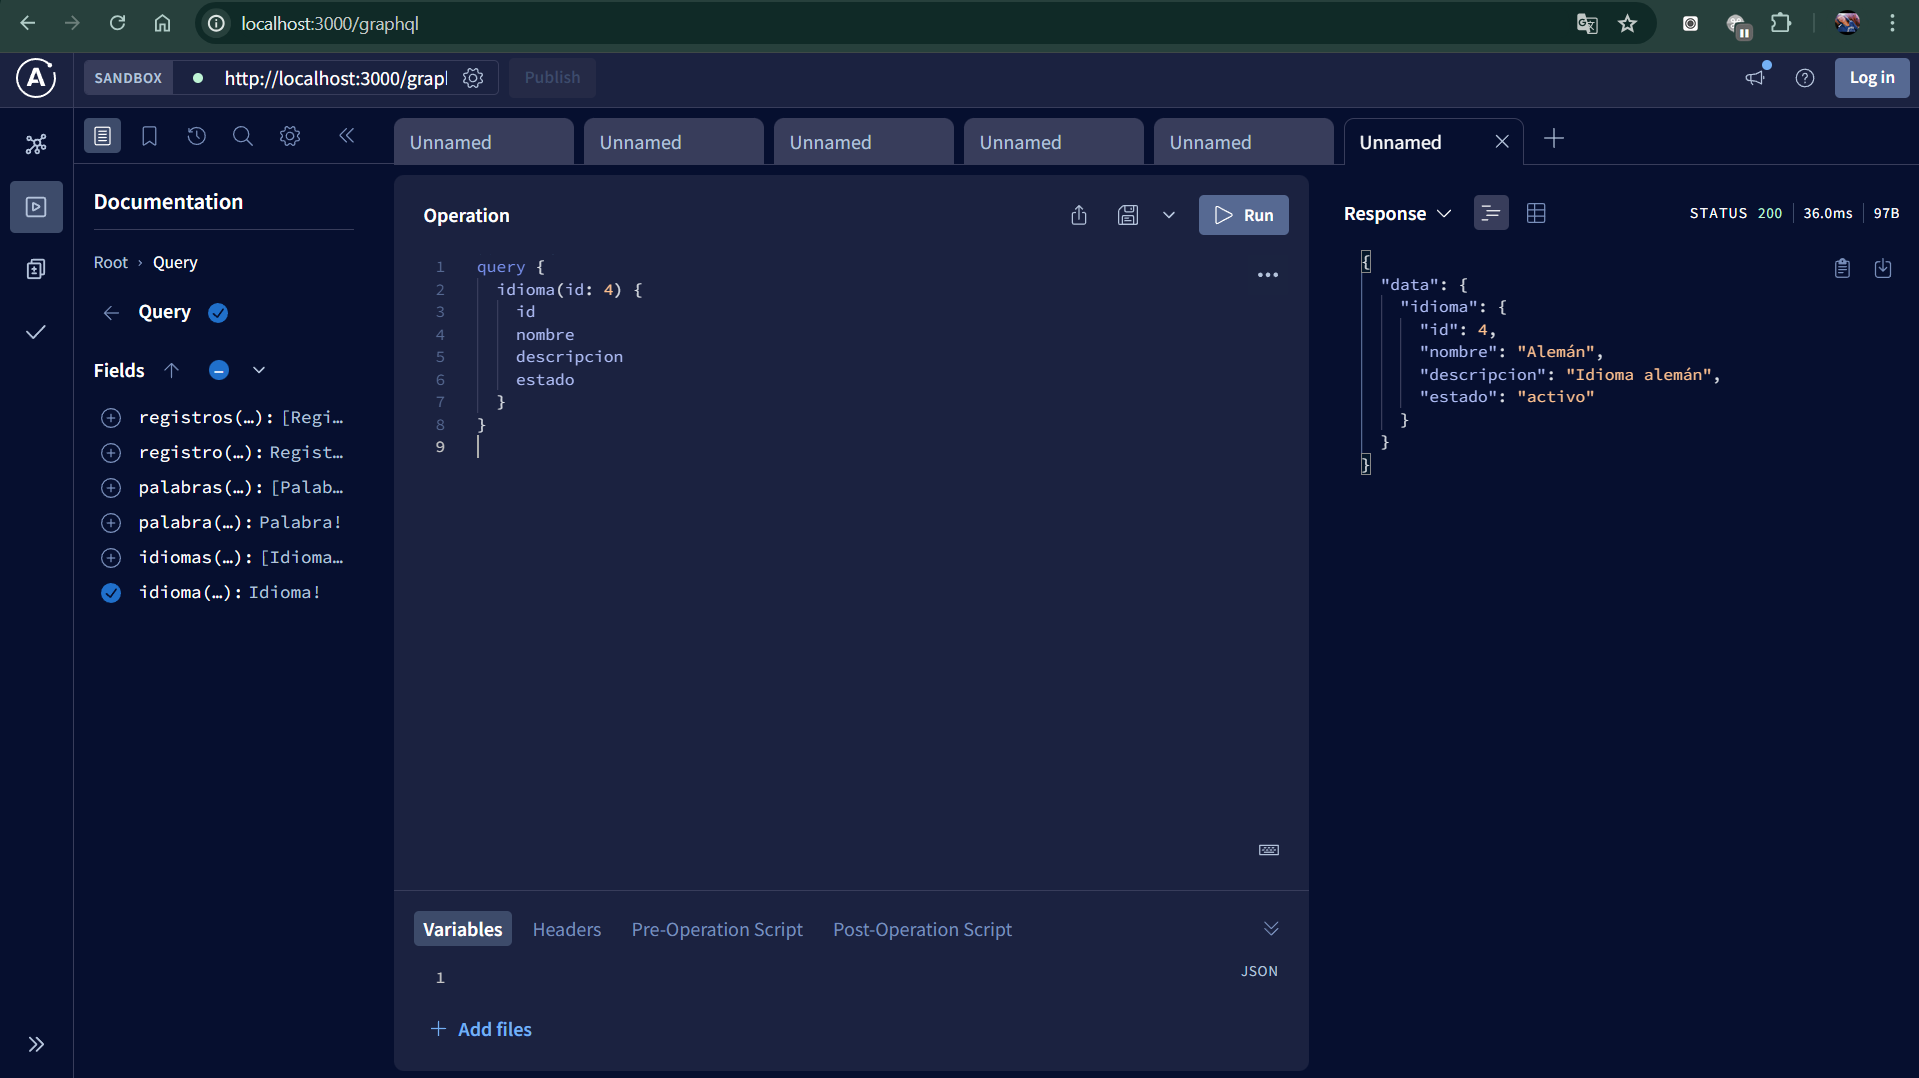 localhost:3000/graphql
SANDBOX
http://localhost:3000/grapl
Publish
Log in
Unnamed
Unnamed
Unnamed
Unnamed
Unnamed
Unnamed
Documentation
Root › Query
Query
Fields
registros(…): [Regi…
registro(…): Regist…
palabras(…): [Palab…
palabra(…): Palabra!
idiomas(…): [Idioma…
idioma(…): Idioma!
Operation
Run
1 query {
2 idioma(id: 4) {
3 id
4 nombre
5 descripcion
6 estado
7 }
8 }
9
Variables
Headers
Pre-Operation Script
Post-Operation Script
1
JSON
Add files
Response
STATUS 200
36.0ms
97B
{
"data": {
"idioma": {
"id": 4,
"nombre": "Alemán",
"descripcion": "Idioma alemán",
"estado": "activo"
}
}
}